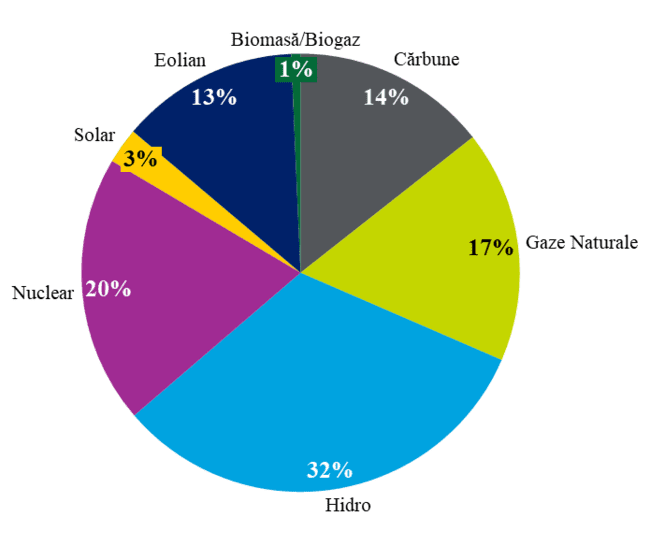 Biomasă/Biogaz
1%
Cărbune
14%
Gaze Naturale
17%
Hidro
32%
Nuclear
20%
Solar
3%
Eolian
13%